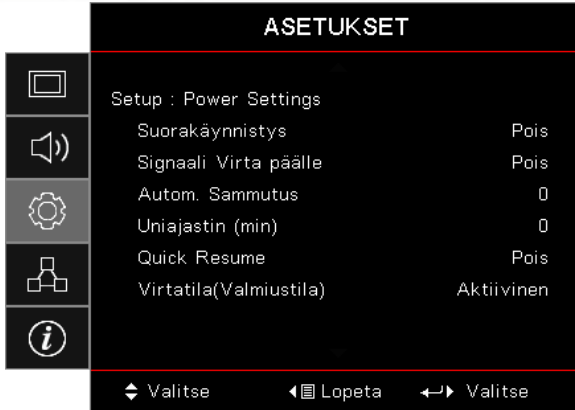 ASETUKSET
Setup : Power Settings
Suorakäynnistys Pois
Signaali Virta päälle Pois
Autom. Sammutus 0
Uniajastin (min) 0
Quick Resume Pois
Virtatila(Valmiustila) Aktiivinen
Valitse Lopeta Valitse